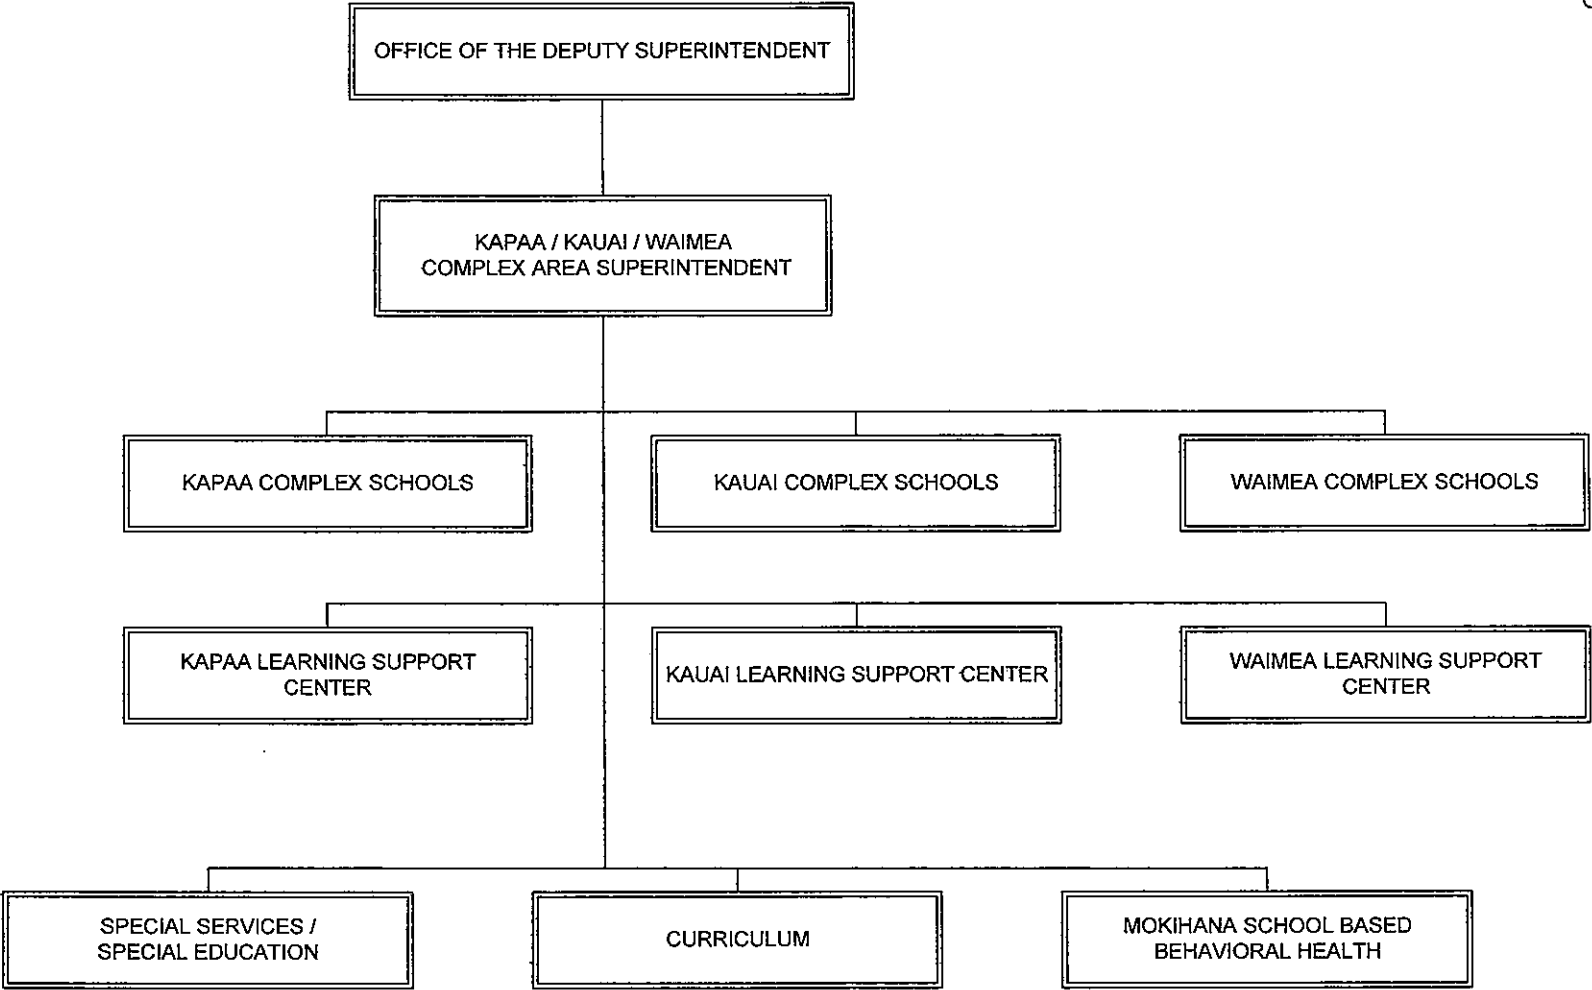 OFFICE OF THE DEPUTY SUPERINTENDENT
KAPAA / KAUAI / WAIMEA
COMPLEX AREA SUPERINTENDENT
KAPAA COMPLEX SCHOOLS
KAUAI COMPLEX SCHOOLS
WAIMEA COMPLEX SCHOOLS
KAPAA LEARNING SUPPORT
CENTER
KAUAI LEARNING SUPPORT CENTER
WAIMEA LEARNING SUPPORT
CENTER
SPECIAL SERVICES /
SPECIAL EDUCATION
CURRICULUM
MOKIHANA SCHOOL BASED
BEHAVIORAL HEALTH